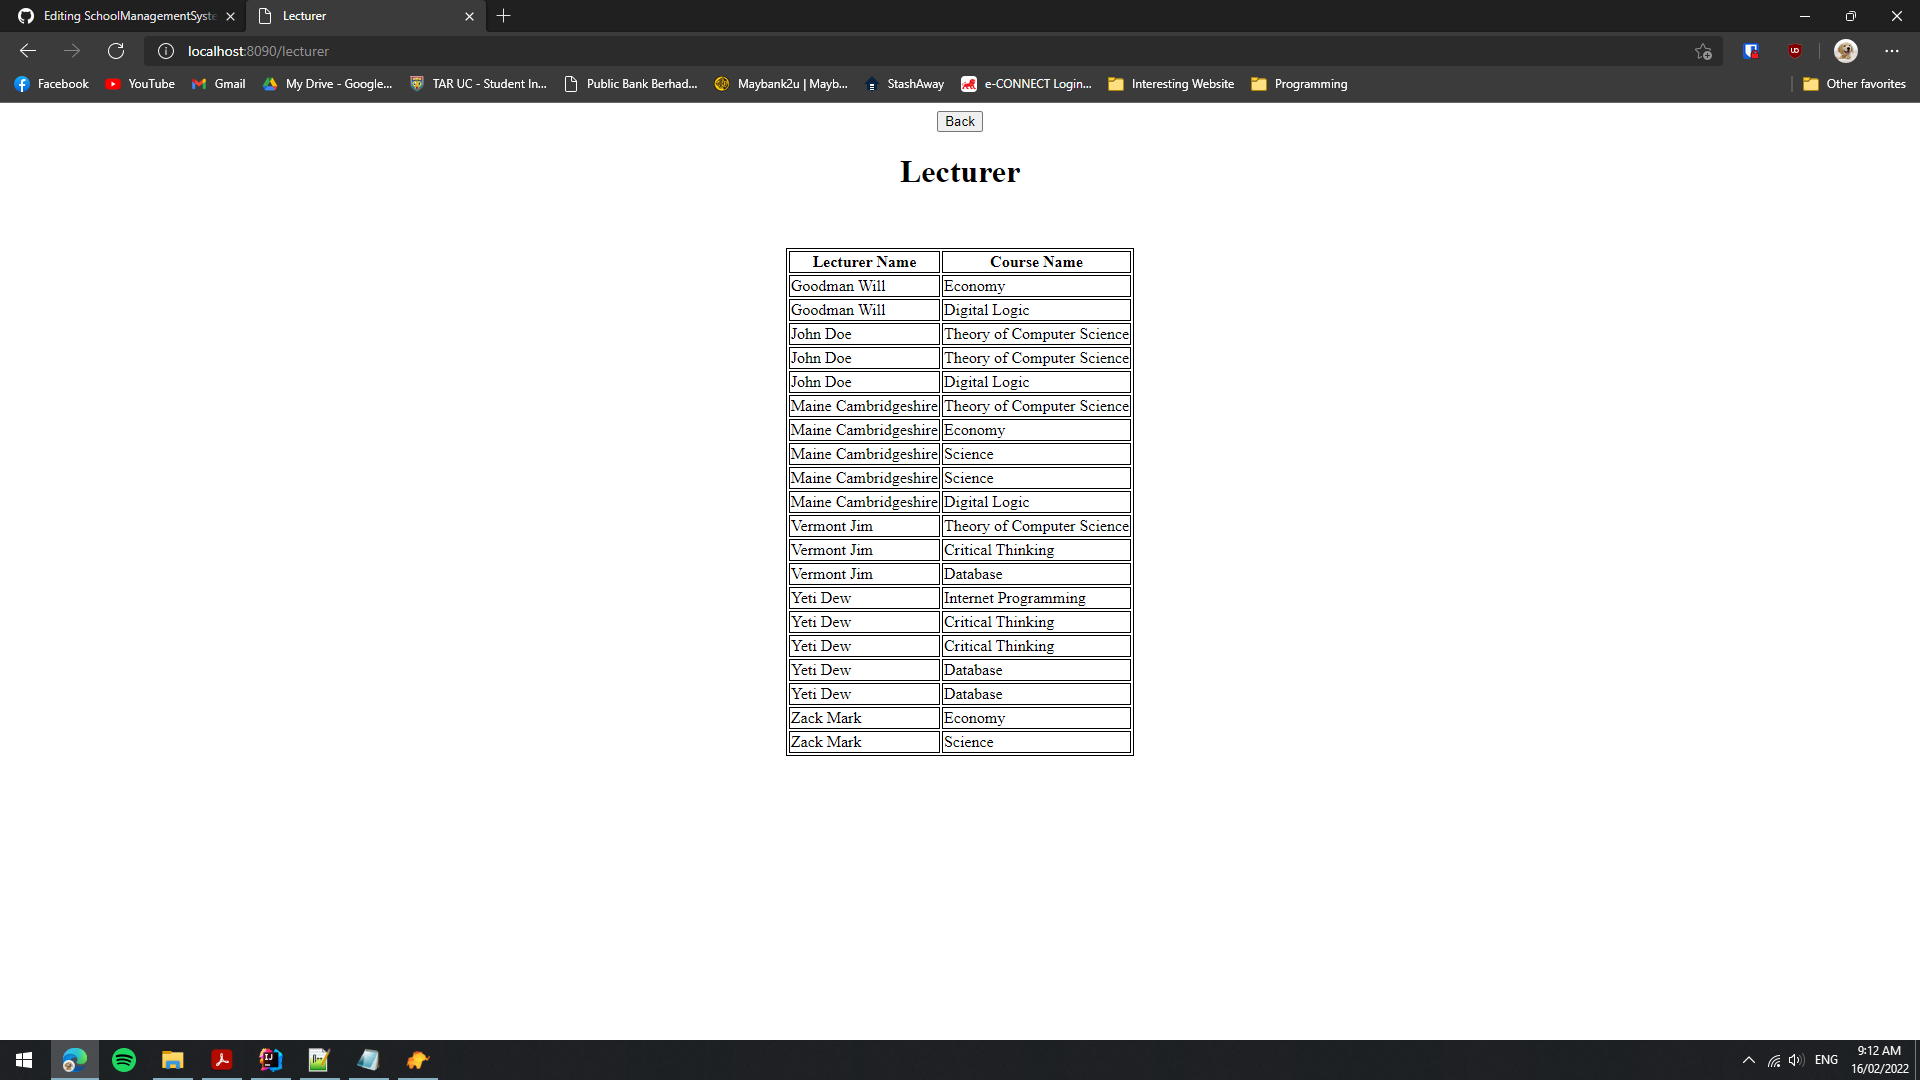 Editing SchoolManagementSyste
Lecturer
localhost:8090/lecturer
Facebook YouTube Gmail My Drive - Google... TAR UC - Student In... Public Bank Berhad... Maybank2u | Mayb... StashAway e-CONNECT Login... Interesting Website Programming Other favorites
Back
Lecturer
Lecturer Name Course Name
Goodman Will Economy
Goodman Will Digital Logic
John Doe Theory of Computer Science
John Doe Theory of Computer Science
John Doe Digital Logic
Maine Cambridgeshire Theory of Computer Science
Maine Cambridgeshire Economy
Maine Cambridgeshire Science
Maine Cambridgeshire Science
Maine Cambridgeshire Digital Logic
Vermont Jim Theory of Computer Science
Vermont Jim Critical Thinking
Vermont Jim Database
Yeti Dew Internet Programming
Yeti Dew Critical Thinking
Yeti Dew Critical Thinking
Yeti Dew Database
Yeti Dew Database
Zack Mark Economy
Zack Mark Science
ENG
9:12 AM
16/02/2022